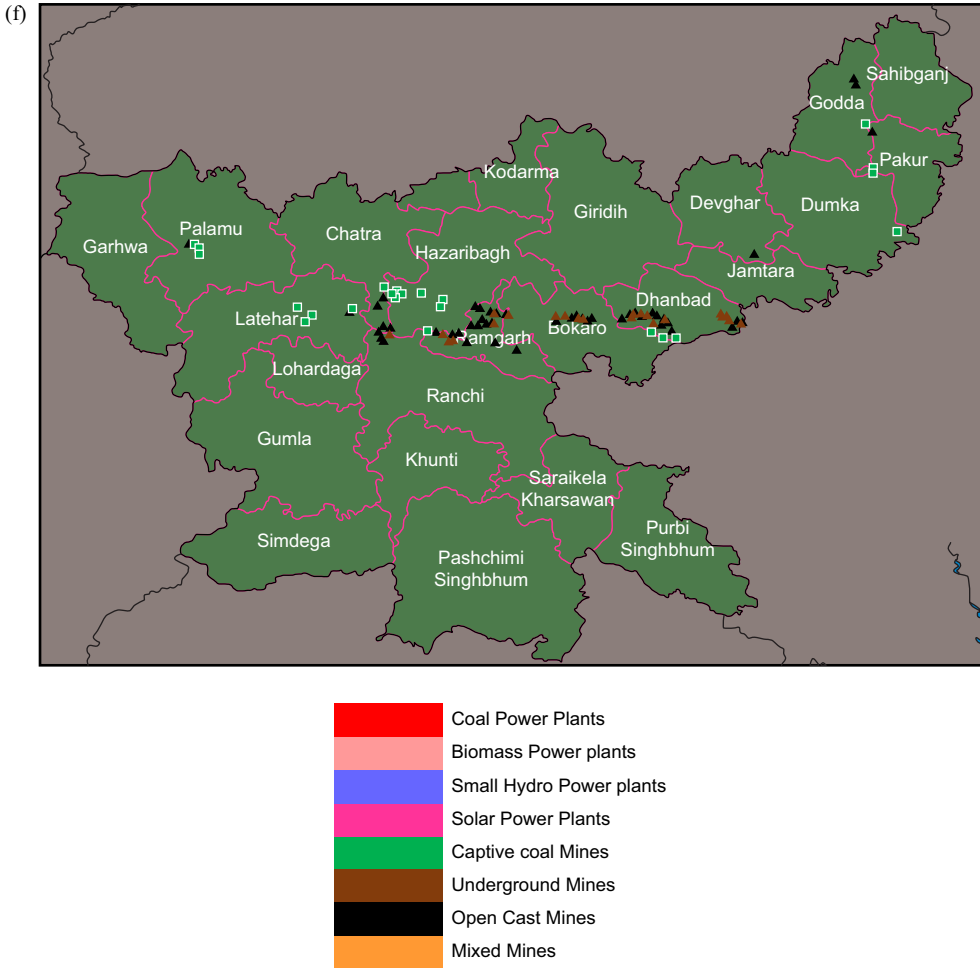 (f)
Sahibganj
Godda
Pakur
Kodarma
Devghar
Dumka
Giridih
Palamu
Chatra
Garhwa
Hazaribagh
Jamtara
Dhanbad
Latehar
Bokaro
Ramgarh
Lohardaga
Ranchi
Gumla
Khunti
Saraikela
Kharsawan
Purbi
Singhbhum
Simdega
Pashchimi
Singhbhum
Coal Power Plants
Biomass Power plants
Small Hydro Power plants
Solar Power Plants
Captive coal Mines
Underground Mines
Open Cast Mines
Mixed Mines